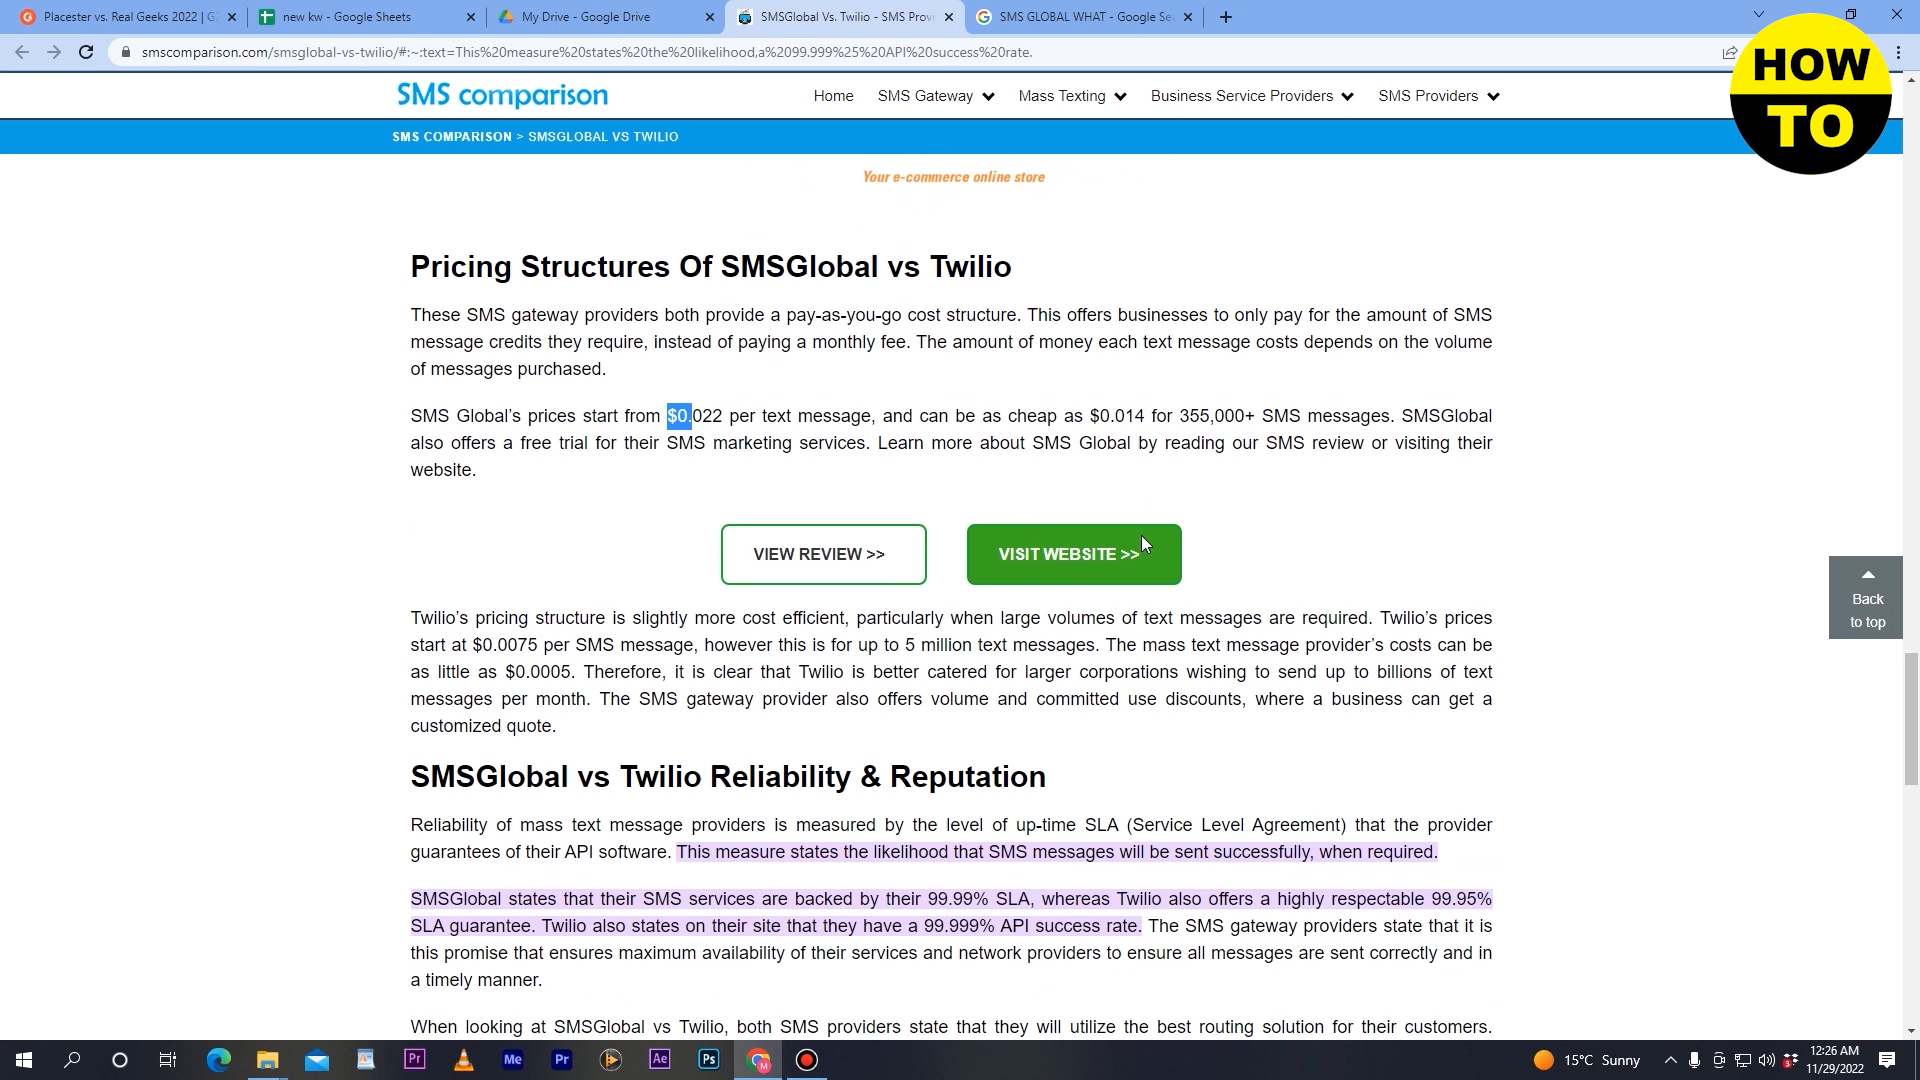 Placester vs. Real Geeks 2022 | G
new kw - Google Sheets
My Drive - Google Drive
SMSGlobal Vs. Twilio - SMS Prov
SMS GLOBAL WHAT - Google Se
smscomparison.com/smsglobal-vs-twilio/#:~:text=This%20measure%20states%20the%20likelihood,a%2099.999%25%20API%20success%20rate.
HOW
TO
SMS comparison
Home
SMS Gateway
Mass Texting
Business Service Providers
SMS Providers
SMS COMPARISON > SMSGLOBAL VS TWILIO
Your e-commerce online store
Pricing Structures Of SMSGlobal vs Twilio
These SMS gateway providers both provide a pay-as-you-go cost structure. This offers businesses to only pay for the amount of SMS
message credits they require, instead of paying a monthly fee. The amount of money each text message costs depends on the volume
of messages purchased.
SMS Global’s prices start from $0.022 per text message, and can be as cheap as $0.014 for 355,000+ SMS messages. SMSGlobal
also offers a free trial for their SMS marketing services. Learn more about SMS Global by reading our SMS review or visiting their
website.
VIEW REVIEW >>
VISIT WEBSITE >>
Back
to top
Twilio’s pricing structure is slightly more cost efficient, particularly when large volumes of text messages are required. Twilio’s prices
start at $0.0075 per SMS message, however this is for up to 5 million text messages. The mass text message provider’s costs can be
as little as $0.0005. Therefore, it is clear that Twilio is better catered for larger corporations wishing to send up to billions of text
messages per month. The SMS gateway provider also offers volume and committed use discounts, where a business can get a
customized quote.
SMSGlobal vs Twilio Reliability & Reputation
Reliability of mass text message providers is measured by the level of up-time SLA (Service Level Agreement) that the provider
guarantees of their API software. This measure states the likelihood that SMS messages will be sent successfully, when required.
SMSGlobal states that their SMS services are backed by their 99.99% SLA, whereas Twilio also offers a highly respectable 99.95%
SLA guarantee. Twilio also states on their site that they have a 99.999% API success rate. The SMS gateway providers state that it is
this promise that ensures maximum availability of their services and network providers to ensure all messages are sent correctly and in
a timely manner.
When looking at SMSGlobal vs Twilio, both SMS providers state that they will utilize the best routing solution for their customers.
Pr
Me
Pr
Ae
Ps
M
15°C Sunny
3
12:26 AM
11/29/2022